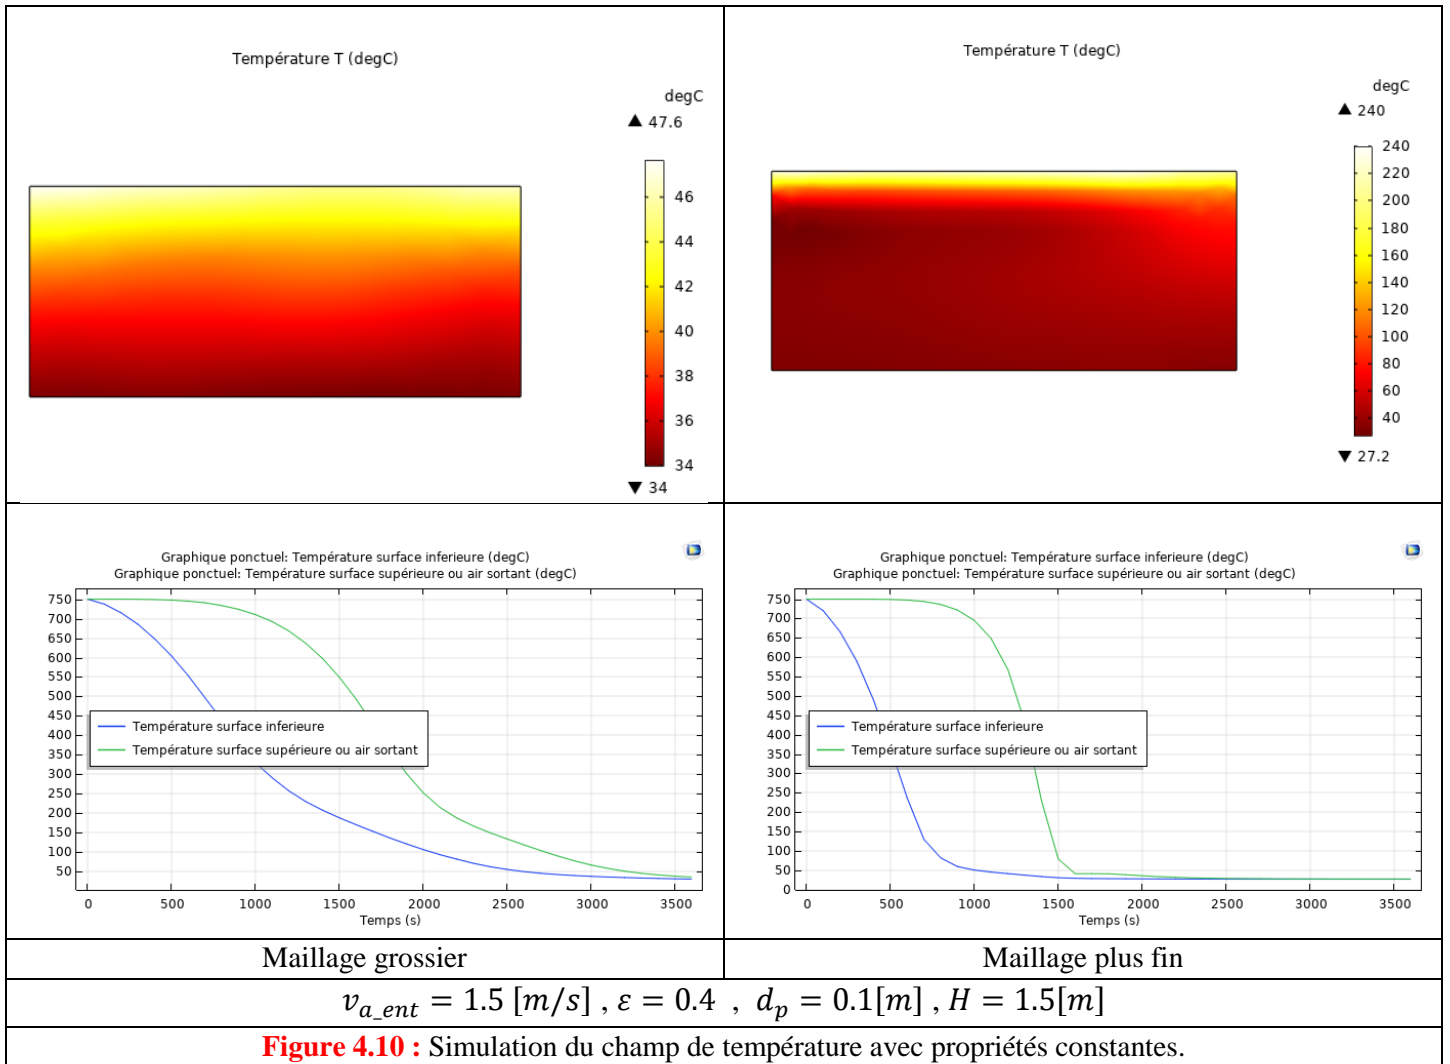 Température T (degC)
degC
▲ 47.6
46
44
42
40
38
36
34
▼ 34
Température T (degC)
degC
▲ 240
240
220
200
180
160
140
120
100
80
60
40
▼ 27.2
Graphique ponctuel: Température surface inferieure (degC)
Graphique ponctuel: Température surface supérieure ou air sortant (degC)
750
700
650
600
550
500
450
400
350
300
250
200
150
100
50
Température surface inferieure
Température surface supérieure ou air sortant
0 500 1000 1500 2000 2500 3000 3500
Temps (s)
Graphique ponctuel: Température surface inferieure (degC)
Graphique ponctuel: Température surface supérieure ou air sortant (degC)
750
700
650
600
550
500
450
400
350
300
250
200
150
100
50
0
Température surface inferieure
Température surface supérieure ou air sortant
0 500 1000 1500 2000 2500 3000 3500
Temps (s)
Maillage grossier
Maillage plus fin
v_{a_ent} = 1.5 [m/s] , ε = 0.4 , d_p = 0.1[m] , H = 1.5[m]
Figure 4.10 : Simulation du champ de température avec propriétés constantes.